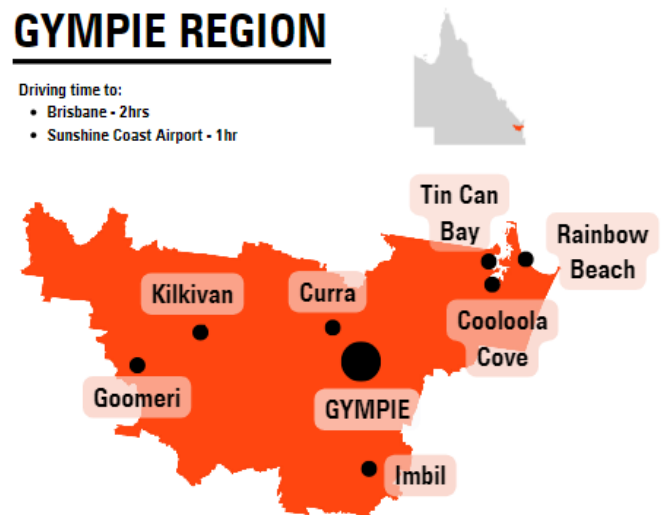 GYMPIE REGION
Driving time to:
• Brisbane - 2hrs
• Sunshine Coast Airport - 1hr
Tin Can
Bay
Rainbow
Beach
Kilkivan
Curra
Cooloola
Cove
Goomeri
GYMPIE
Imbil